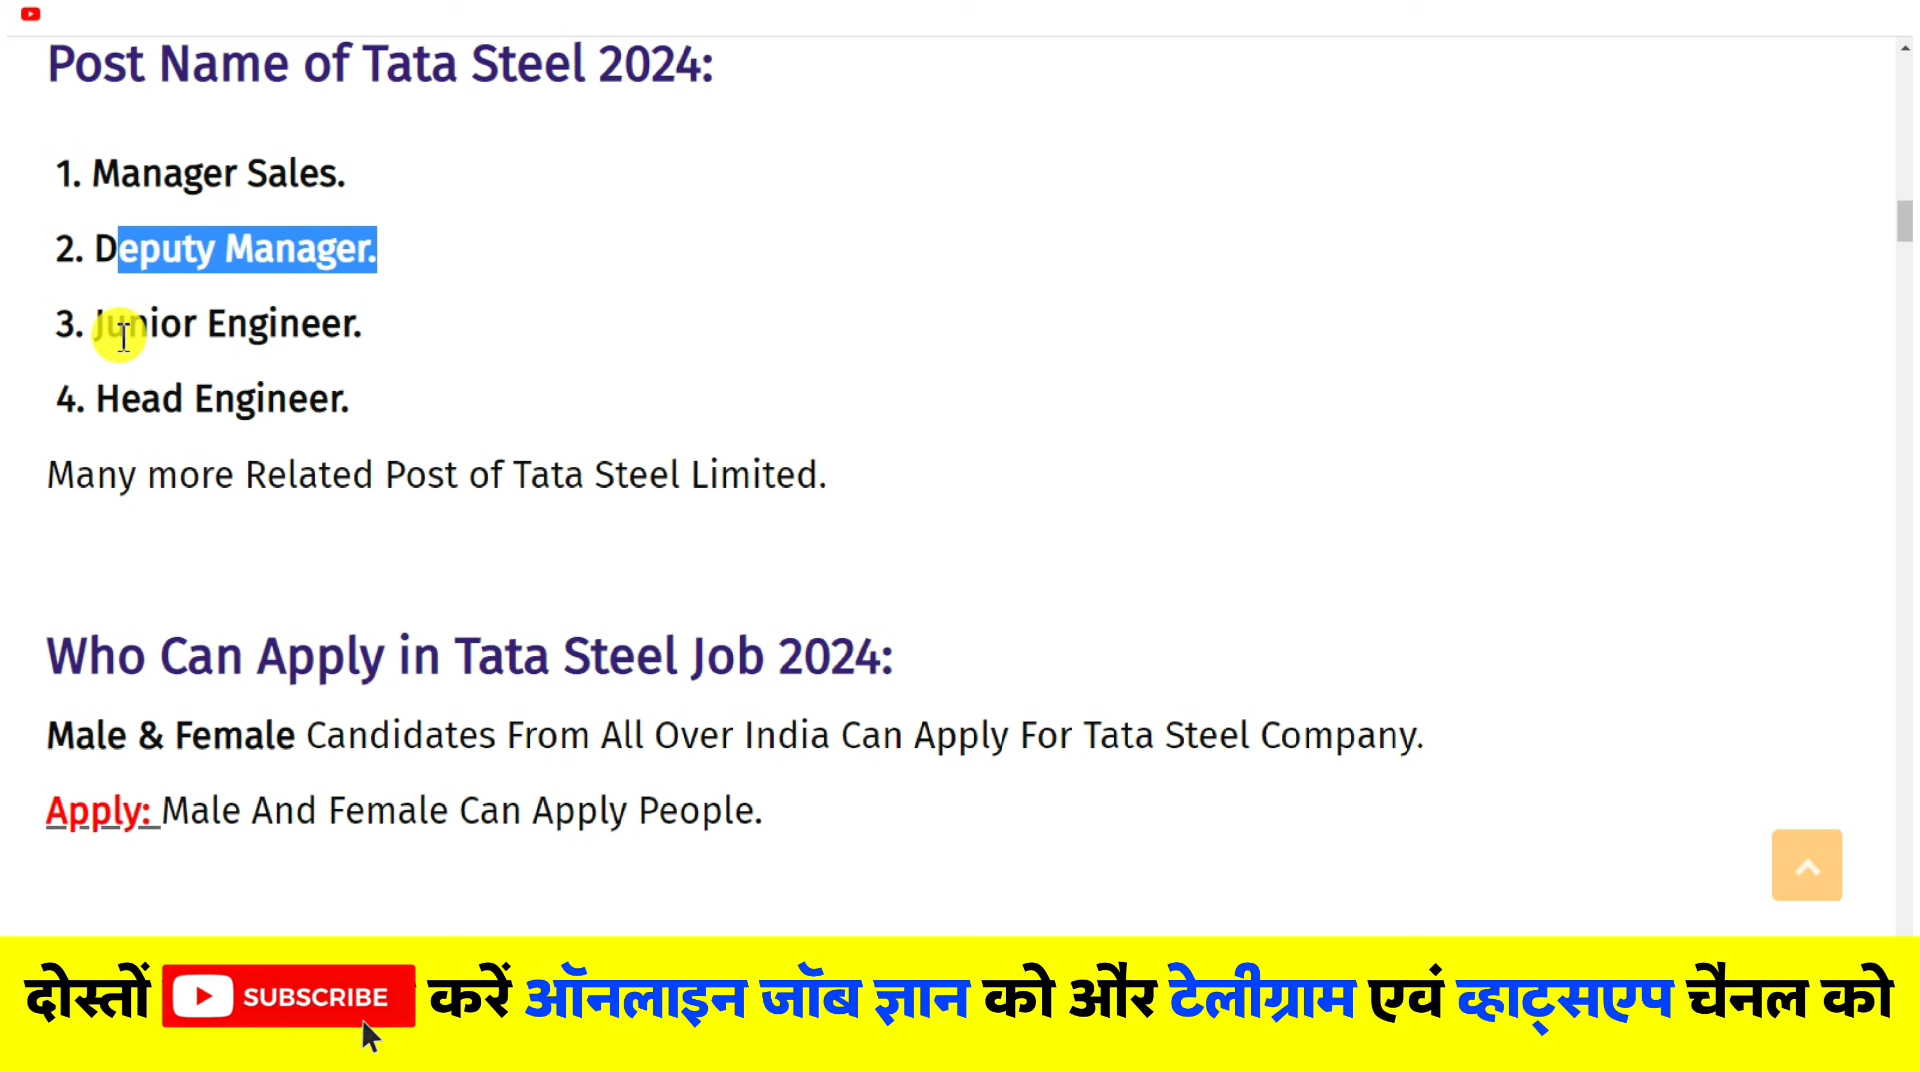 Post Name of Tata Steel 2024:
1. Manager Sales.
2. Deputy Manager.
3. Junior Engineer.
4. Head Engineer.
Many more Related Post of Tata Steel Limited.
Who Can Apply in Tata Steel Job 2024:
Male & Female Candidates From All Over India Can Apply For Tata Steel Company.
Apply: Male And Female Can Apply People.
दोस्तों SUBSCRIBE करें ऑनलाइन जॉब ज्ञान को और टेलीग्राम एवं व्हाट्सएप चैनल को